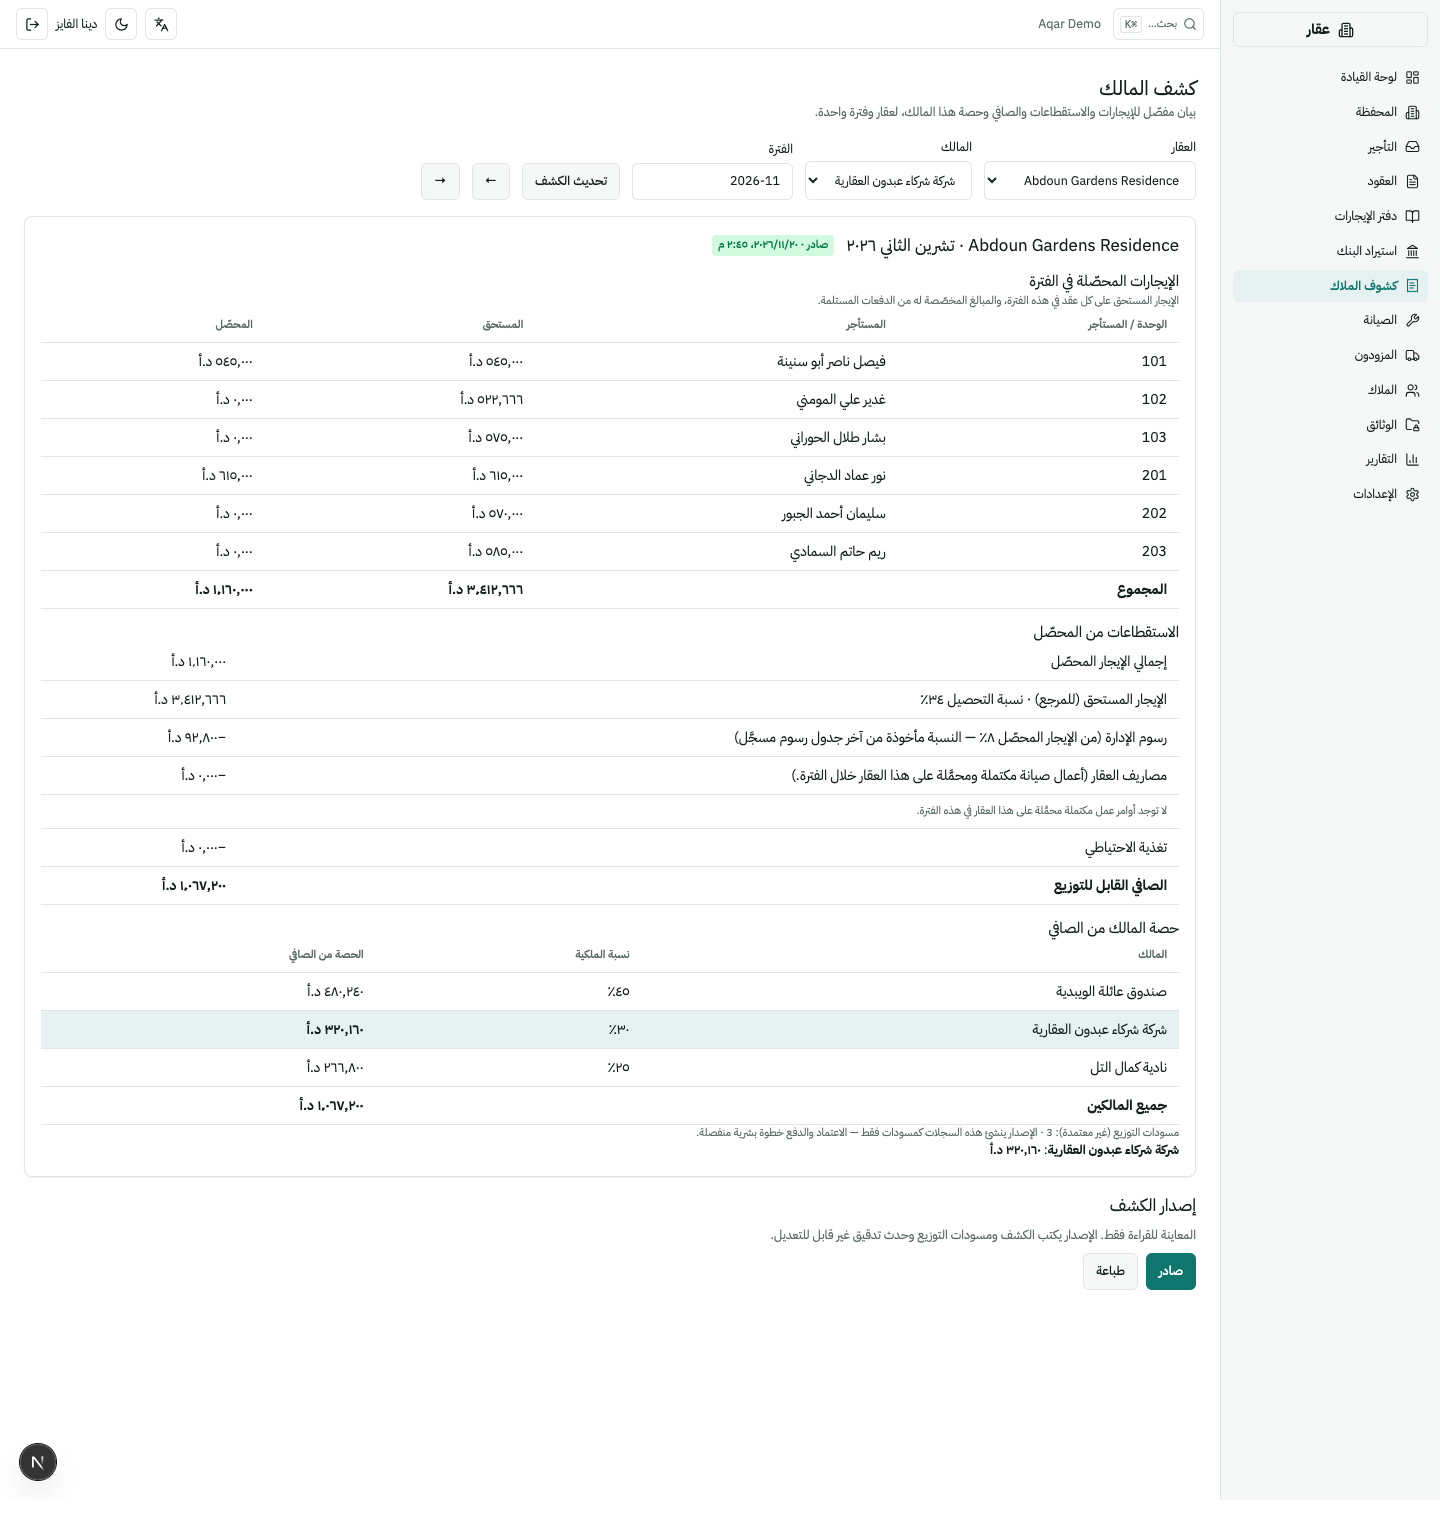 عقار
لوحة القيادة
المحفظة
التأجير
العقود
دفتر الإيجارات
استيراد البنك
كشوف الملاك
الصيانة
المزودون
الملاك
الوثائق
التقارير
الإعدادات
بحث... ⌘K
Aqar Demo
دينا الفايز
كشف المالك
بيان مفصّل للإيجارات والاستقطاعات والصافي وحصة هذا المالك، لعقار وفترة واحدة.
العقار
Abdoun Gardens Residence
المالك
شركة شركاء عبدون العقارية
الفترة
2026-11
تحديث الكشف
←
→
Abdoun Gardens Residence · تشرين الثاني ٢٠٢٦
صادر · ٢٠٢٦/١١/٢٠، ٢:٤٥ م
الإيجارات المحصّلة في الفترة
الإيجار المستحق على كل عقد في هذه الفترة، والمبالغ المخصّصة له من الدفعات المستلمة.
الوحدة / المستأجر المستأجر المستحق المحصّل
101 فيصل ناصر أبو سنينة ٥٤٥,٠٠٠ د.أ ٥٤٥,٠٠٠ د.أ
102 غدير علي المومني ٥٢٢,٦٦٦ د.أ ٠,٠٠٠ د.أ
103 بشار طلال الحوراني ٥٧٥,٠٠٠ د.أ ٠,٠٠٠ د.أ
201 نور عماد الدجاني ٦١٥,٠٠٠ د.أ ٦١٥,٠٠٠ د.أ
202 سليمان أحمد الجبور ٥٧٠,٠٠٠ د.أ ٠,٠٠٠ د.أ
203 ريم حاتم السمادي ٥٨٥,٠٠٠ د.أ ٠,٠٠٠ د.أ
المجموع ٣,٤١٢,٦٦٦ د.أ ١,١٦٠,٠٠٠ د.أ
الاستقطاعات من المحصّل
إجمالي الإيجار المحصّل ١,١٦٠,٠٠٠ د.أ
الإيجار المستحق (للمرجع) · نسبة التحصيل ٣٤٪ ٣,٤١٢,٦٦٦ د.أ
رسوم الإدارة (من الإيجار المحصّل ٨٪ — النسبة مأخوذة من آخر جدول رسوم مسجَّل) −٩٢,٨٠٠ د.أ
مصاريف العقار (أعمال صيانة مكتملة ومحمَّلة على هذا العقار خلال الفترة.) −٠,٠٠٠ د.أ
لا توجد أوامر عمل مكتملة محمَّلة على هذا العقار في هذه الفترة.
تغذية الاحتياطي −٠,٠٠٠ د.أ
الصافي القابل للتوزيع ١,٠٦٧,٢٠٠ د.أ
حصة المالك من الصافي
المالك نسبة الملكية الحصة من الصافي
صندوق عائلة الويبدية ٤٥٪ ٤٨٠,٢٤٠ د.أ
شركة شركاء عبدون العقارية ٣٠٪ ٣٢٠,١٦٠ د.أ
نادية كمال التل ٢٥٪ ٢٦٦,٨٠٠ د.أ
جميع المالكين ١,٠٦٧,٢٠٠ د.أ
مسودات التوزيع (غير معتمدة): 3 · الإصدار ينشئ هذه السجلات كمسودات فقط — الاعتماد والدفع خطوة بشرية منفصلة.
شركة شركاء عبدون العقارية: ٣٢٠,١٦٠ د.أ
إصدار الكشف
المعاينة للقراءة فقط. الإصدار يكتب الكشف ومسودات التوزيع وحدث تدقيق غير قابل للتعديل.
صادر
طباعة
N